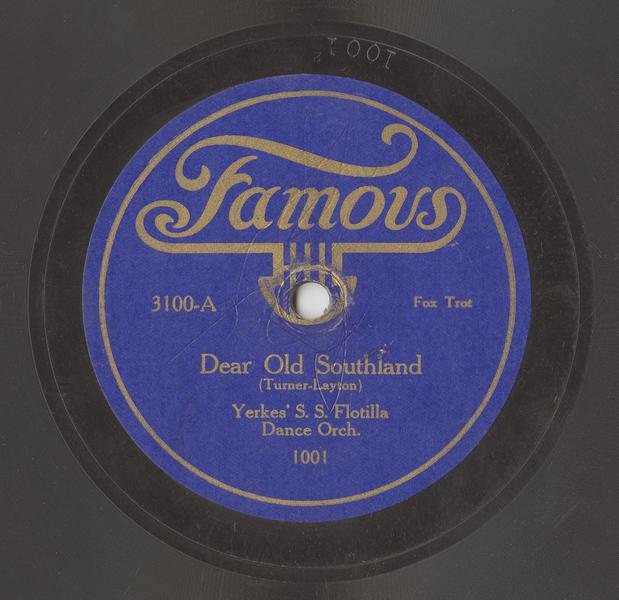 1001
Famous
3100-A
Fox Trot
Dear Old Southland
(Turner-Layton)
Yerkes' S. S. Flotilla
Dance Orch.
1001